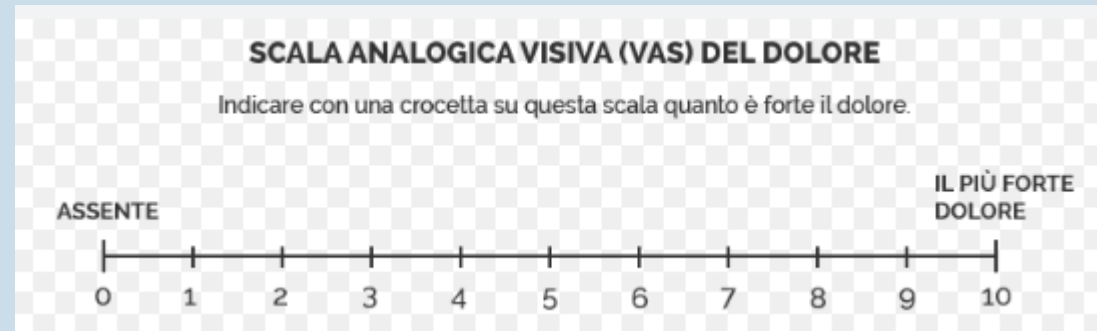 SCALA ANALOGICA VISIVA (VAS) DEL DOLORE
Indicare con una crocetta su questa scala quanto è forte il dolore.
ASSENTE
IL PIÙ FORTE
DOLORE
0 1 2 3 4 5 6 7 8 9 10